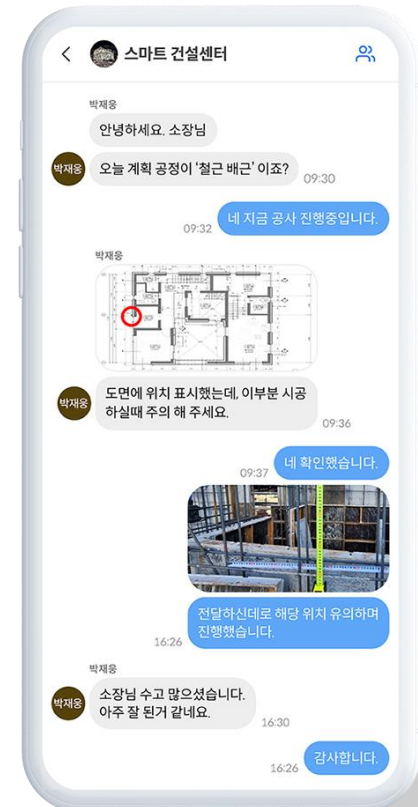 스마트 건설센터
박재웅
안녕하세요. 소장님
박재웅
오늘 계획 공정이 '철근 배근' 이죠?
09:30
네 지금 공사 진행중입니다.
09:32
박재웅
박재웅
도면에 위치 표시했는데, 이부분 시공
하실때 주의 해 주세요.
09:36
네 확인했습니다.
09:37
전달하신데로 해당 위치 유의하며
진행했습니다.
16:26
박재웅
박재웅
소장님 수고 많으셨습니다.
아주 잘 된거 같네요.
16:30
감사합니다.
16:26